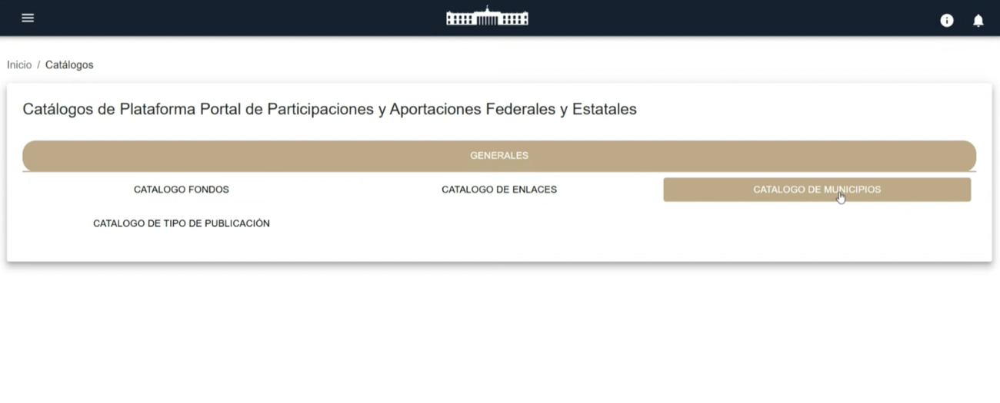 Inicio / Catálogos
Catálogos de Plataforma Portal de Participaciones y Aportaciones Federales y Estatales
GENERALES
CATALOGO FONDOS
CATALOGO DE ENLACES
CATALOGO DE MUNICIPIOS
CATALOGO DE TIPO DE PUBLICACIÓN